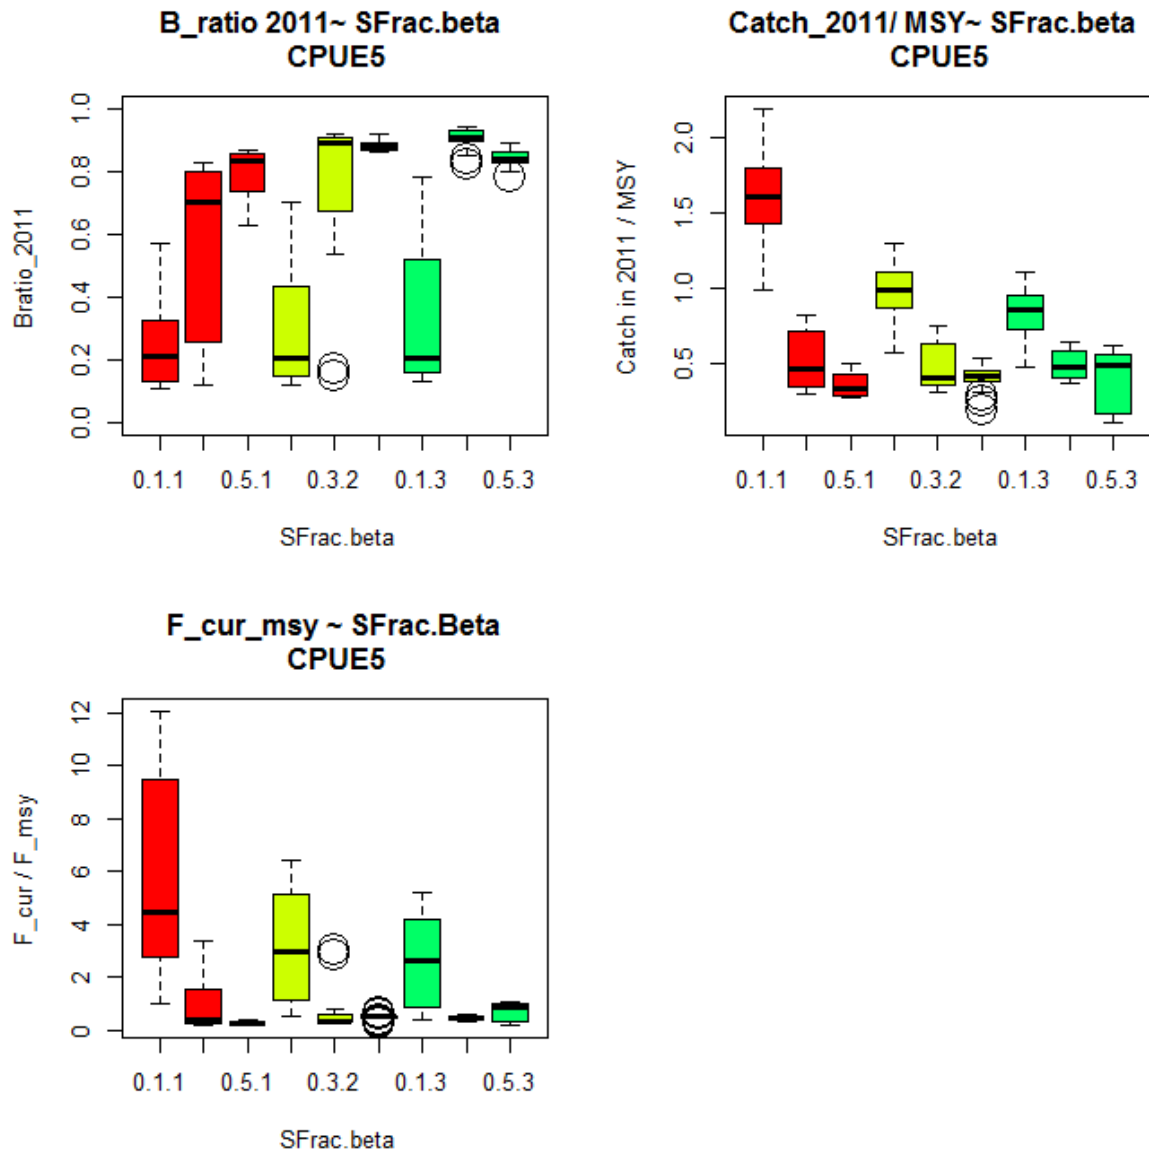 B_ratio 2011~ SFrac.beta
CPUE5
Bratio_2011
1.0
0.8
0.6
0.4
0.2
0.0
0.1.1 0.5.1 0.3.2 0.1.3 0.5.3
SFrac.beta
Catch_2011/ MSY~ SFrac.beta
CPUE5
Catch in 2011 / MSY
2.0
1.5
1.0
0.5
0.1.1 0.5.1 0.3.2 0.1.3 0.5.3
SFrac.beta
F_cur_msy ~ SFrac.Beta
CPUE5
F_cur / F_msy
12
10
8
6
4
2
0
0.1.1 0.5.1 0.3.2 0.1.3 0.5.3
SFrac.beta